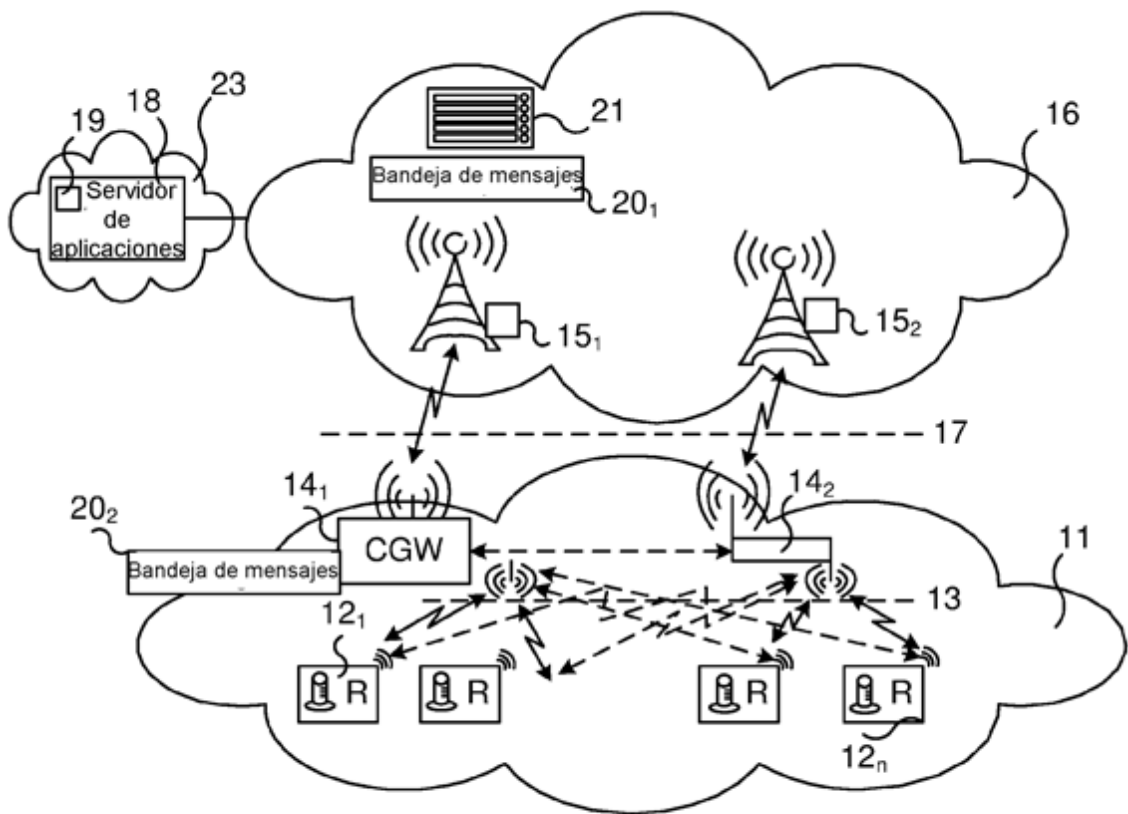 19
18
23
Servidor
de
aplicaciones
21
Bandeja de mensajes
20₁
16
15₁
15₂
17
14₁
14₂
20₂
CGW
Bandeja de mensajes
11
13
12₁
R
R
R
R
12ₙ